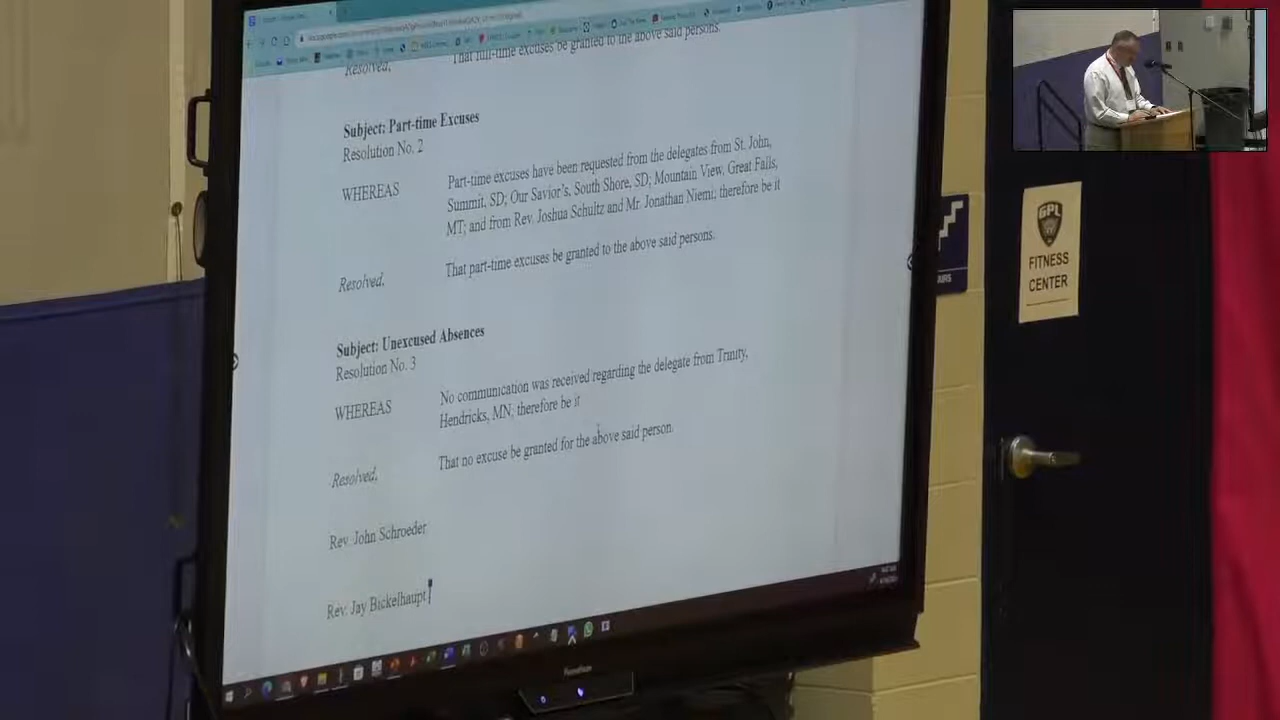 Resolved, That full-time excuses be granted to the above said persons.
Subject: Part-time Excuses
Resolution No. 2
WHEREAS Part-time excuses have been requested from the delegates from St. John,
Summit, SD; Our Savior's, South Shore, SD; Mountain View, Great Falls,
MT; and from Rev. Joshua Schultz and Mr. Jonathan Niemi; therefore be it
Resolved, That part-time excuses be granted to the above said persons.
Subject: Unexcused Absences
Resolution No. 3
WHEREAS No communication was received regarding the delegate from Trinity,
Hendricks, MN; therefore be it
Resolved, That no excuse be granted for the above said person.
Rev. John Schroeder
Rev. Jay Bickelhaupt
GPL
FITNESS
CENTER